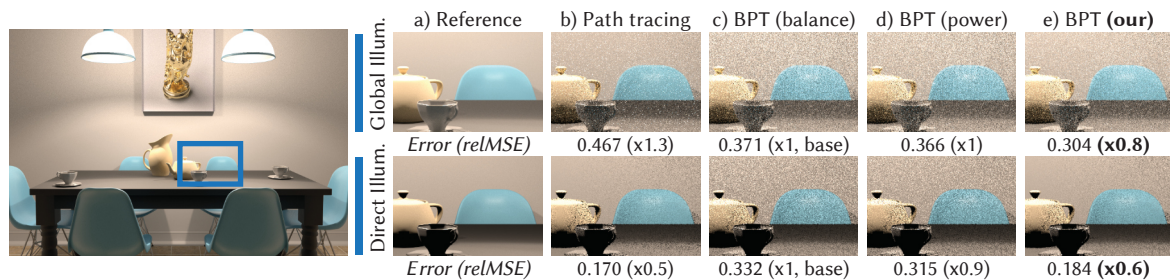 a) Reference b) Path tracing c) BPT (balance) d) BPT (power) e) BPT (our)
Global Illum.
Error (relMSE) 0.467 (x1.3) 0.371 (x1, base) 0.366 (x1) 0.304 (x0.8)
Direct Illum.
Error (relMSE) 0.170 (x0.5) 0.332 (x1, base) 0.315 (x0.9) 0.184 (x0.6)